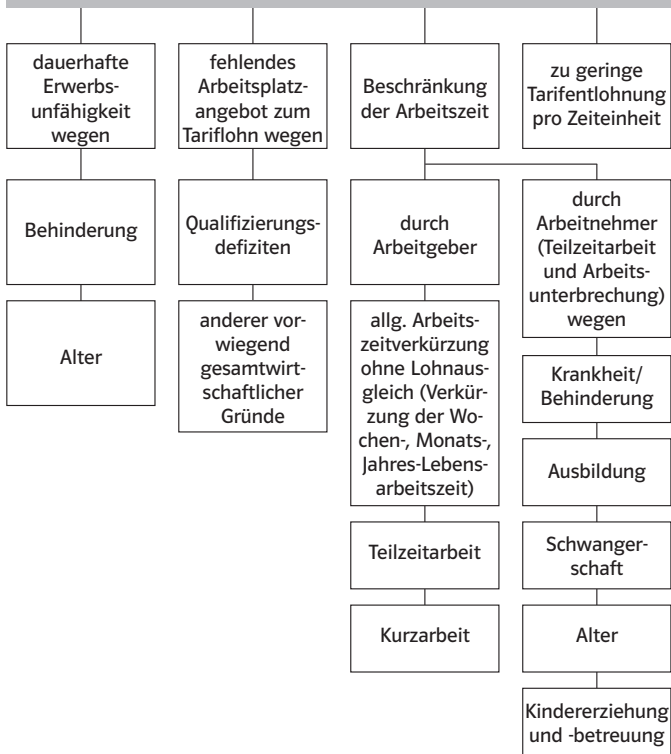 dauerhafte
Erwerbs-
unfähigkeit
wegen
fehlendes
Arbeitsplatz-
angebot zum
Tariflohn wegen
Beschränkung
der Arbeitszeit
zu geringe
Tarifentlohnung
pro Zeiteinheit
Behinderung
Qualifizierungs-
defiziten
durch
Arbeitgeber
durch
Arbeitnehmer
(Teilzeitarbeit
und Arbeits-
unterbrechung)
wegen
Alter
anderer vor-
wiegend
gesamtwirt-
schaftlicher
Gründe
allg. Arbeits-
zeitverkürzung
ohne Lohnaus-
gleich (Verkür-
zung der Wo-
chen-, Monats-,
Jahres-Lebens-
arbeitszeit)
Krankheit/
Behinderung
Ausbildung
Teilzeitarbeit
Schwanger-
schaft
Kurzarbeit
Alter
Kindererziehung
und -betreuung